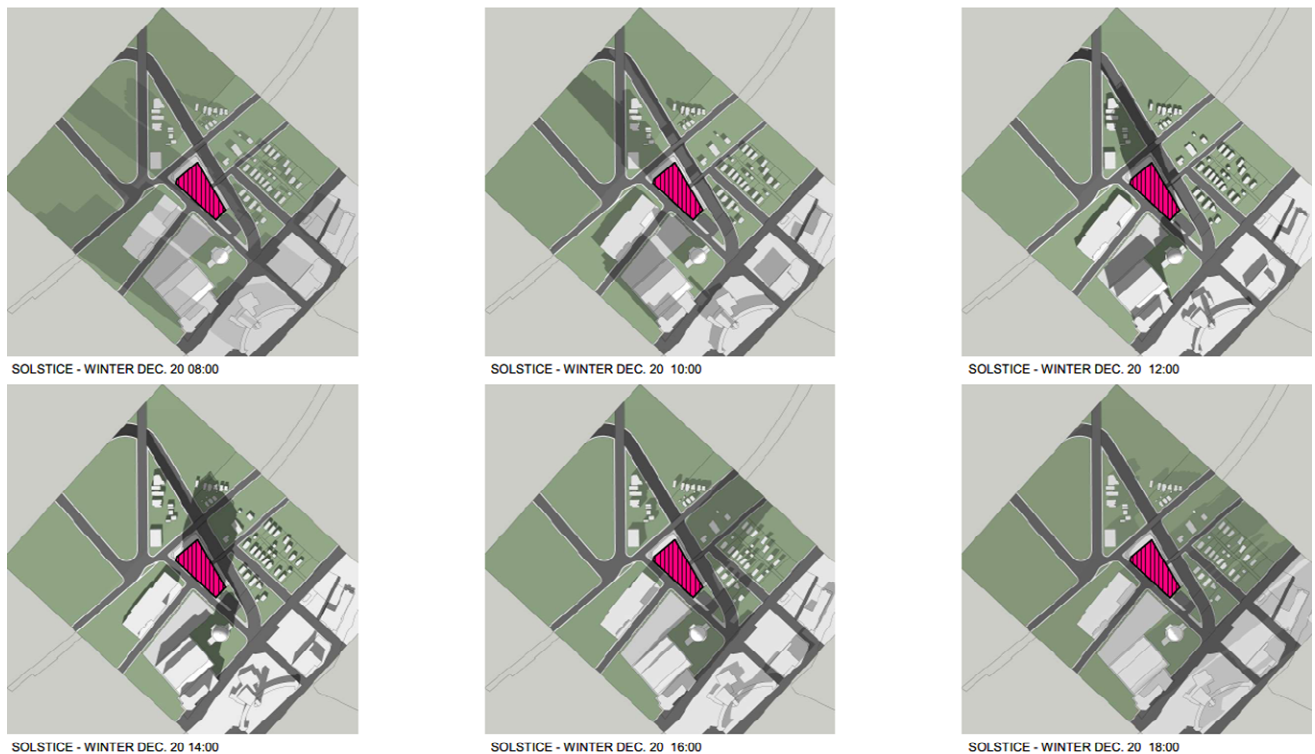 SOLSTICE - WINTER DEC. 20 08:00
SOLSTICE - WINTER DEC. 20  10:00
SOLSTICE - WINTER DEC. 20  12:00
SOLSTICE - WINTER DEC. 20 14:00
SOLSTICE - WINTER DEC. 20  16:00
SOLSTICE - WINTER DEC. 20  18:00